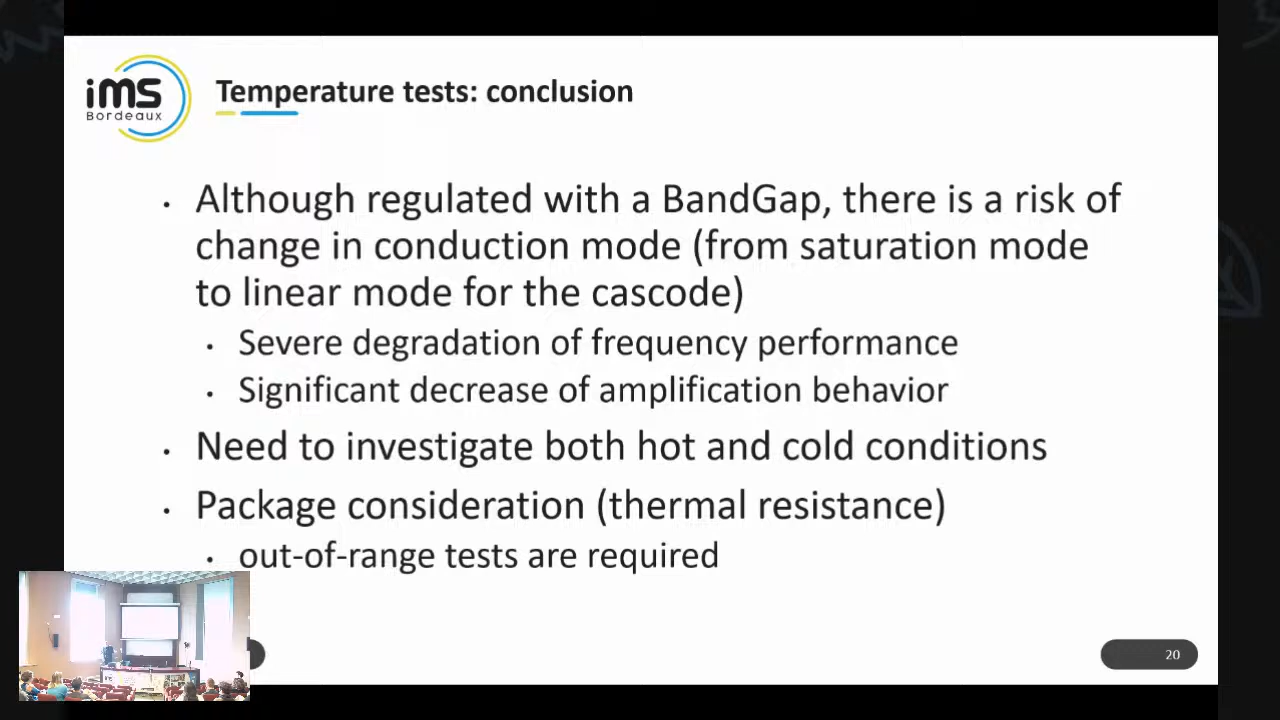 iMS
Bordeaux
Temperature tests: conclusion
• Although regulated with a BandGap, there is a risk of
change in conduction mode (from saturation mode
to linear mode for the cascode)
• Severe degradation of frequency performance
• Significant decrease of amplification behavior
• Need to investigate both hot and cold conditions
• Package consideration (thermal resistance)
• out-of-range tests are required
20